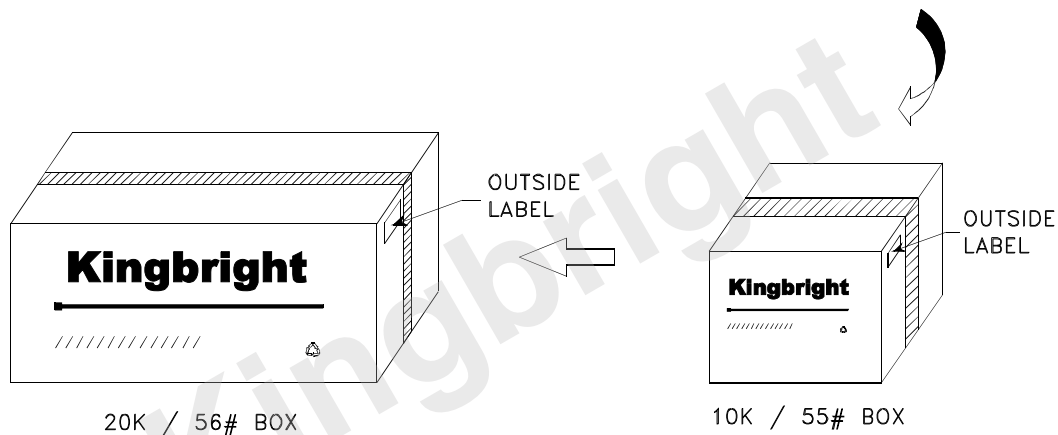 Kingbright
OUTSIDE
LABEL
Kingbright
20K / 56# BOX
Kingbright
OUTSIDE
LABEL
10K / 55# BOX